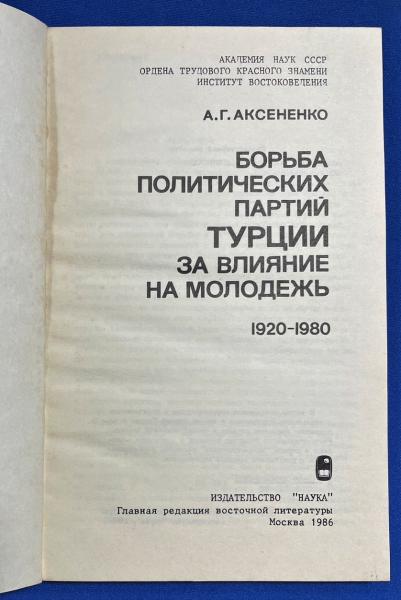 АКАДЕМИЯ НАУК СССР
ОРДЕНА ТРУДОВОГО КРАСНОГО ЗНАМЕНИ
ИНСТИТУТ ВОСТОКОВЕДЕНИЯ
А.Г. АКСЕНЕНКО
БОРЬБА
ПОЛИТИЧЕСКИХ
ПАРТИЙ
ТУРЦИИ
ЗА ВЛИЯНИЕ
НА МОЛОДЕЖЬ
1920-1980
ИЗДАТЕЛЬСТВО "НАУКА"
Главная редакция восточной литературы
Москва 1986